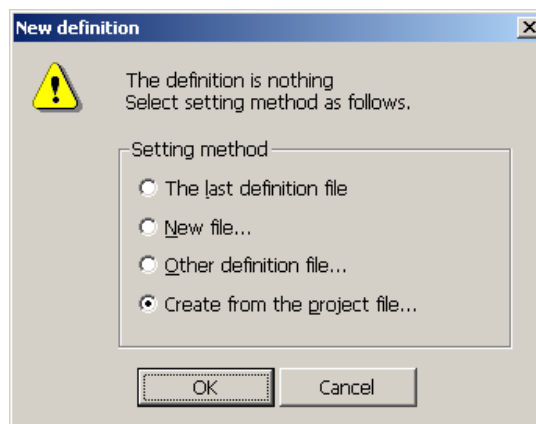 New definition
The definition is nothing
Select setting method as follows.
Setting method
The last definition file
New file...
Other definition file...
Create from the project file...
OK
Cancel